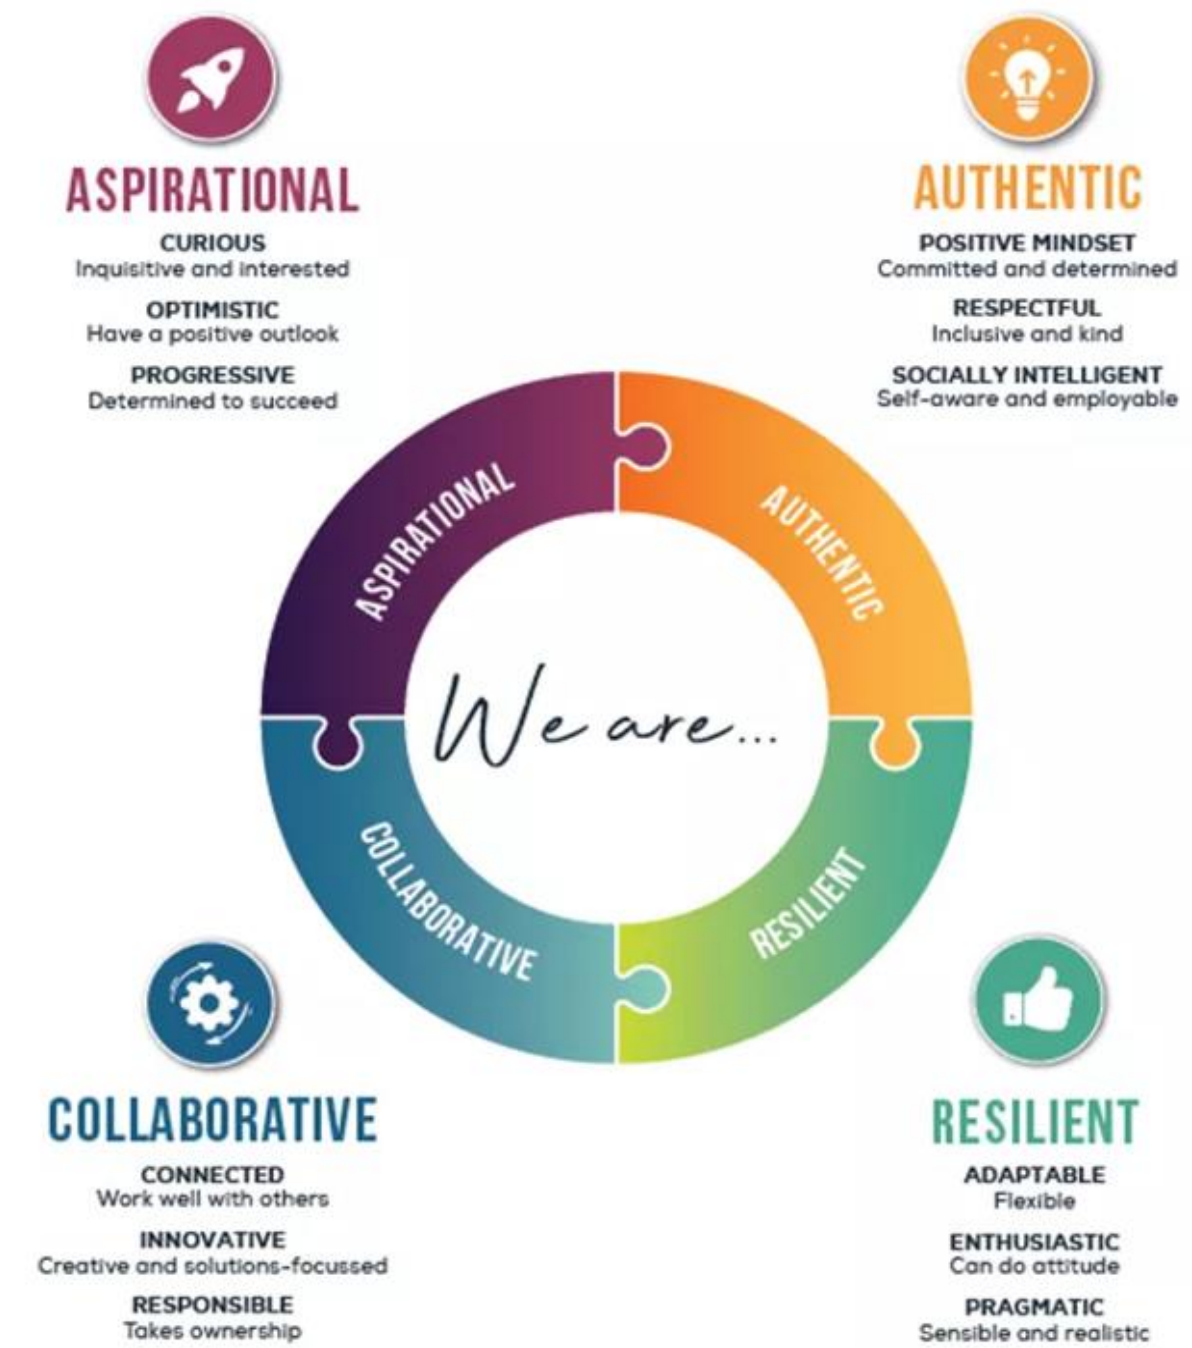 ASPIRATIONAL
CURIOUS
Inquisitive and interested
OPTIMISTIC
Have a positive outlook
PROGRESSIVE
Determined to succeed
AUTHENTIC
POSITIVE MINDSET
Committed and determined
RESPECTFUL
Inclusive and kind
SOCIALLY INTELLIGENT
Self-aware and employable
ASPIRATIONAL
AUTHENTIC
We are...
COLLABORATIVE
RESILIENT
COLLABORATIVE
CONNECTED
Work well with others
INNOVATIVE
Creative and solutions-focussed
RESPONSIBLE
Takes ownership
RESILIENT
ADAPTABLE
Flexible
ENTHUSIASTIC
Can do attitude
PRAGMATIC
Sensible and realistic